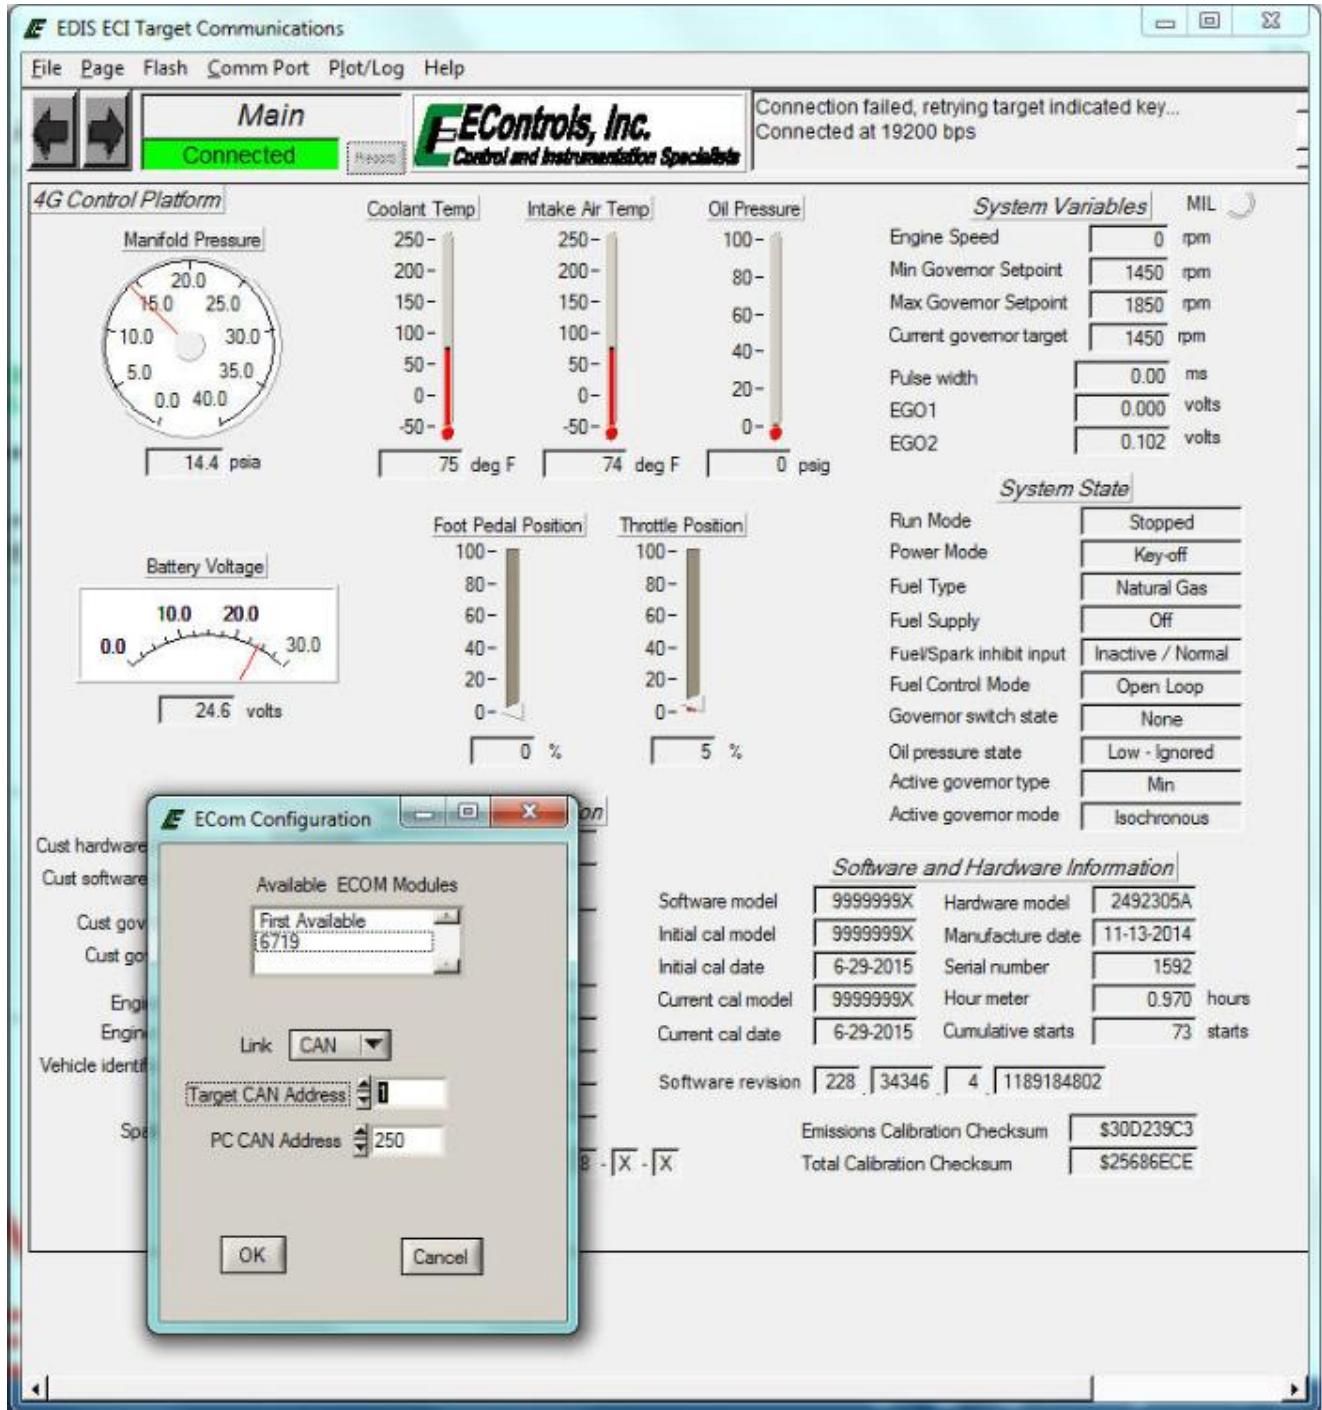 EDIS ECI Target Communications
File Page Flash Comm Port Plot/Log Help
Main
Connected
EControls, Inc.
Control and Instrumentation Specialists
Connection failed, retrying target indicated key...
Connected at 19200 bps
4G Control Platform
Manifold Pressure
20.0
15.0 25.0
10.0 30.0
5.0 35.0
0.0 40.0
14.4 psia
Coolant Temp
250
200
150
100
50
0
-50
75 deg F
Intake Air Temp
250
200
150
100
50
0
-50
74 deg F
Oil Pressure
100
80
60
40
20
0
0 psig
System Variables MIL
Engine Speed 0 rpm
Min Governor Setpoint 1450 rpm
Max Governor Setpoint 1850 rpm
Current governor target 1450 rpm
Pulse width 0.00 ms
EGO1 0.000 volts
EGO2 0.102 volts
Battery Voltage
10.0 20.0
0.0 30.0
24.6 volts
Foot Pedal Position
100
80
60
40
20
0
0 %
Throttle Position
100
80
60
40
20
0
5 %
System State
Run Mode Stopped
Power Mode Key-off
Fuel Type Natural Gas
Fuel Supply Off
Fuel/Spark inhibit input Inactive / Normal
Fuel Control Mode Open Loop
Governor switch state None
Oil pressure state Low - Ignored
Active governor type Min
Active governor mode Isochronous
on
Cust hardware
Cust software
Cust gov
Cust go
Engi
Engin
Vehicle identif
Spa
8 - X - X
ECom Configuration
Available ECOM Modules
First Available
6719
Link CAN
Target CAN Address 1
PC CAN Address 250
OK Cancel
Software and Hardware Information
Software model 9999999X Hardware model 2492305A
Initial cal model 9999999X Manufacture date 11-13-2014
Initial cal date 6-29-2015 Serial number 1592
Current cal model 9999999X Hour meter 0.970 hours
Current cal date 6-29-2015 Cumulative starts 73 starts
Software revision 228 . 34346 . 4 . 1189184802
Emissions Calibration Checksum $30D239C3
Total Calibration Checksum $25686ECE